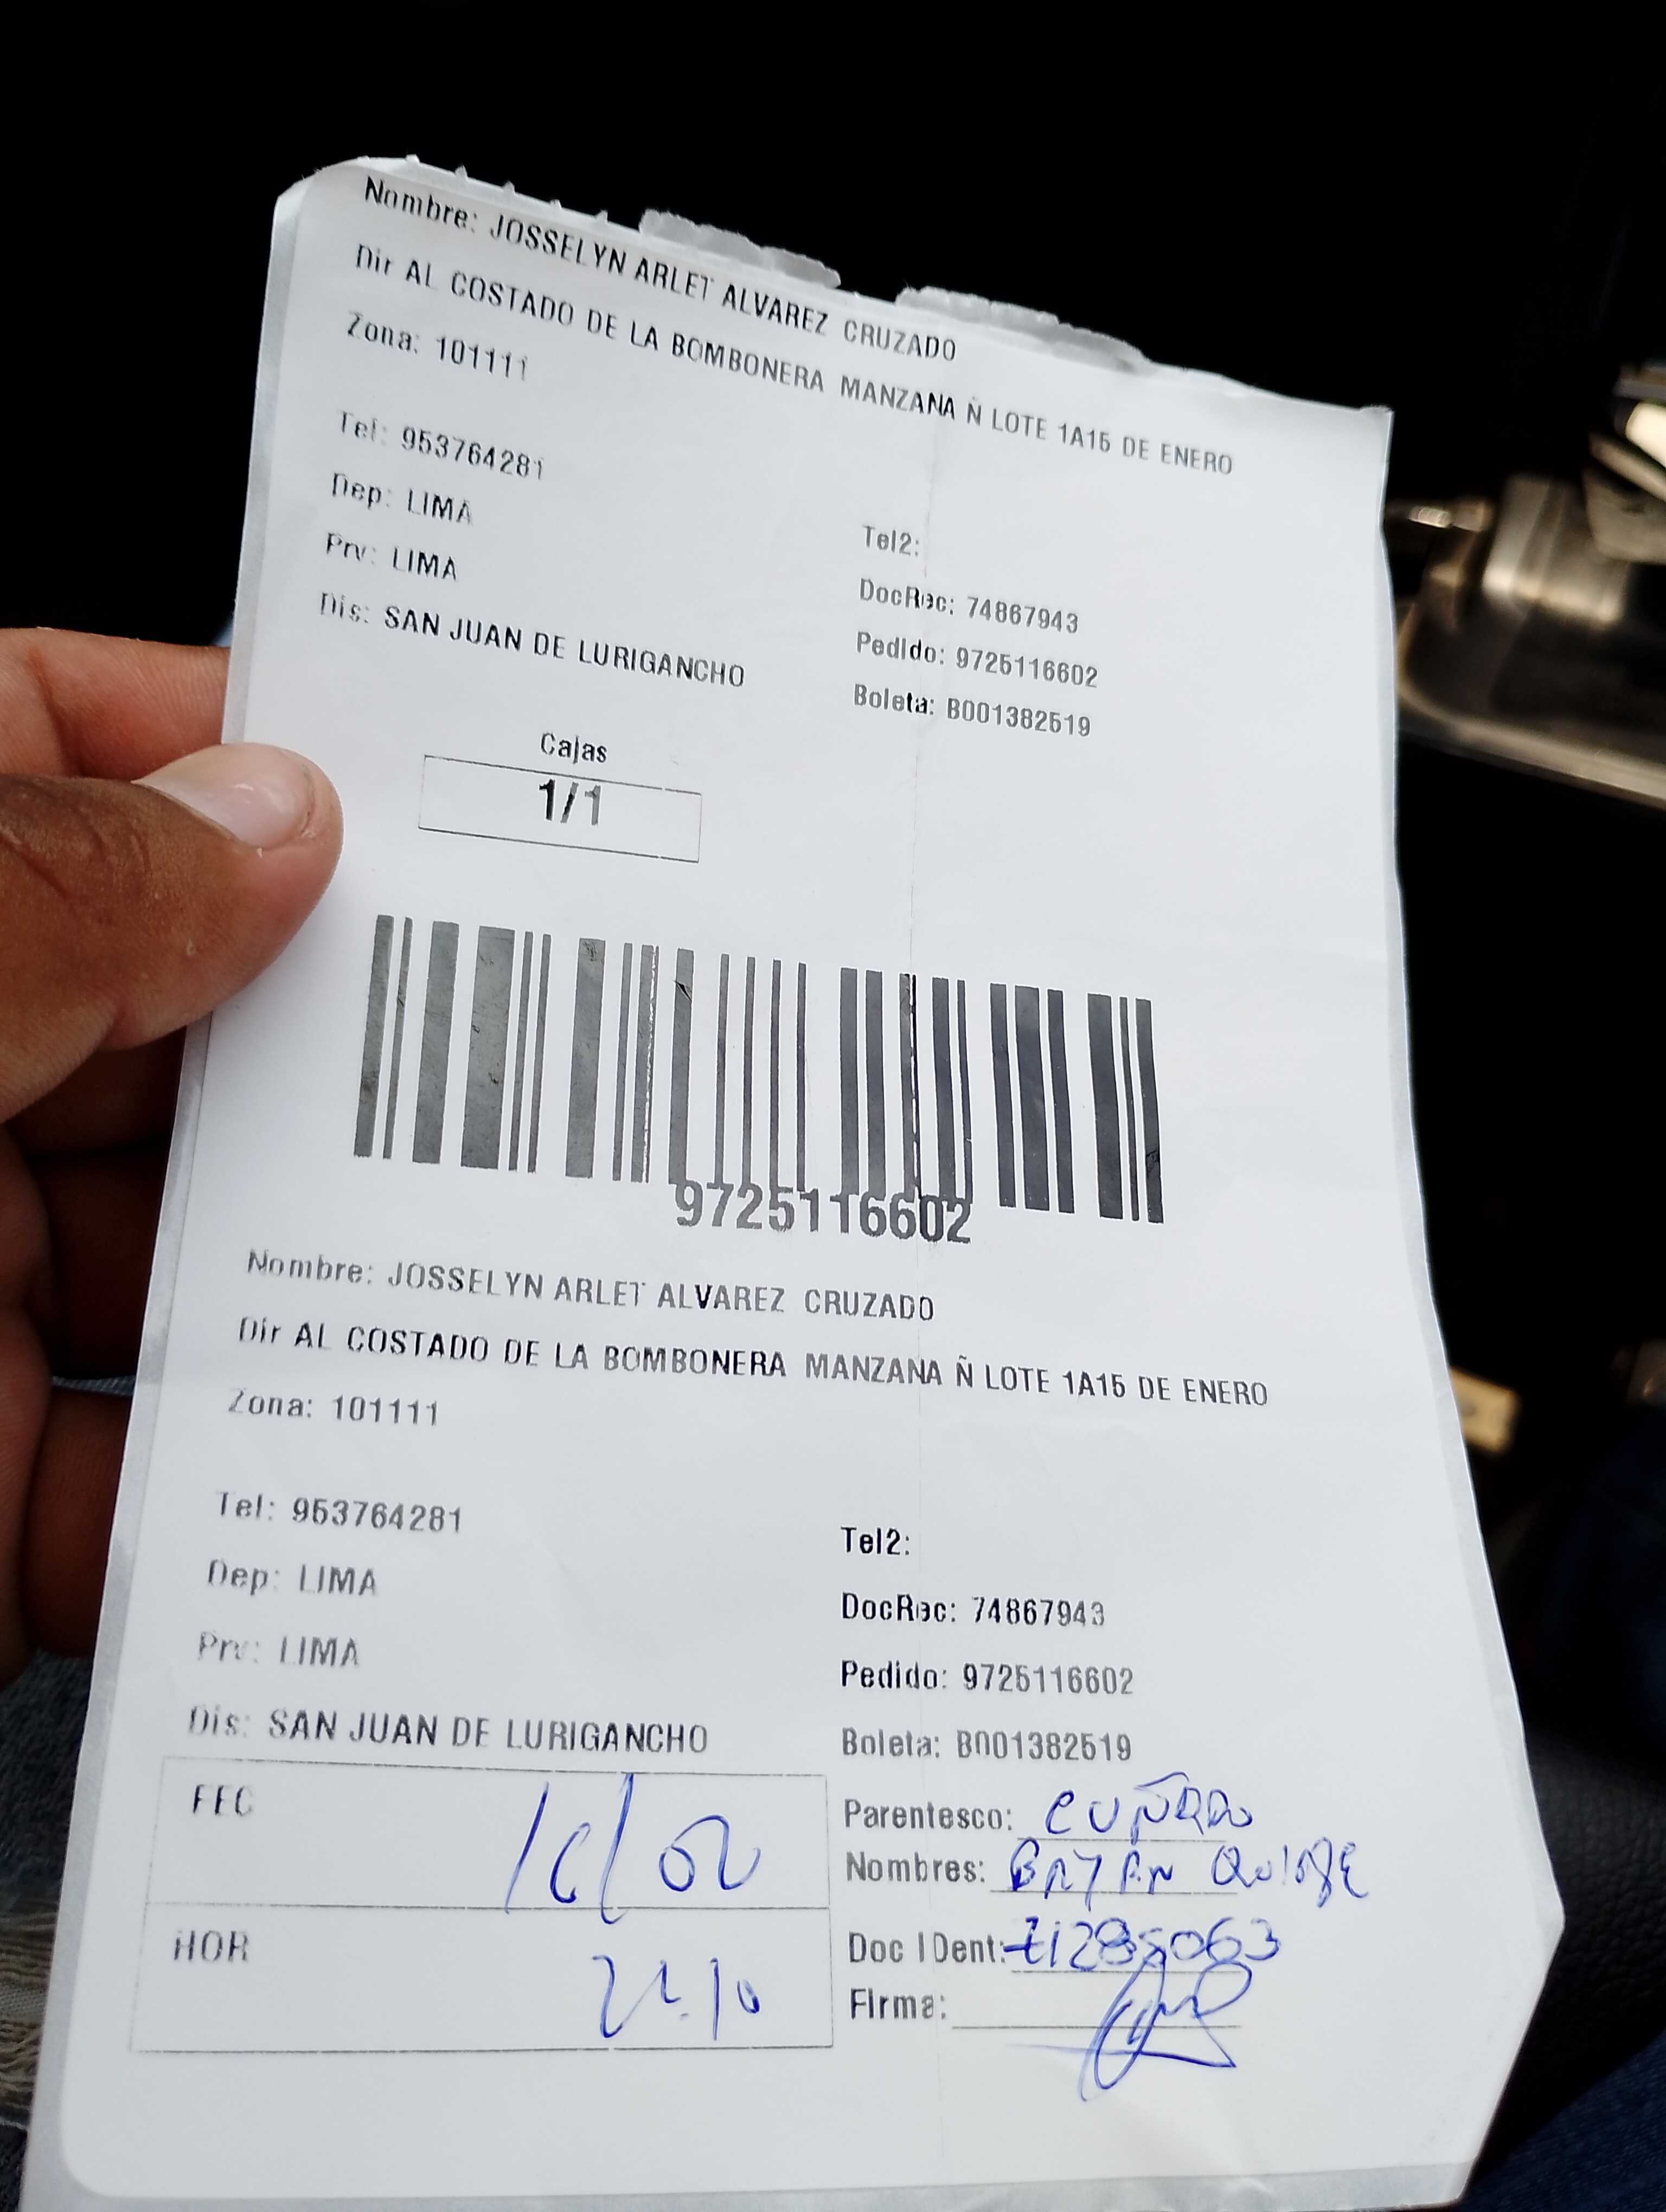 Nombre: JOSSELYN ARLET ALVAREZ CRUZADO
Dir AL COSTADO DE LA BOMBONERA MANZANA Ñ LOTE 1A15 DE ENERO
Zona: 101111
Tel: 953764281
Tel2:
Dep: LIMA
DocRec: 74867943
Prv: LIMA
Pedido: 9725116602
Dis: SAN JUAN DE LURIGANCHO
Boleta: B001382519
Cajas
1/1
9725116602
Nombre: JOSSELYN ARLET ALVAREZ CRUZADO
Dir AL COSTADO DE LA BOMBONERA MANZANA Ñ LOTE 1A15 DE ENERO
Zona: 101111
Tel: 953764281
Tel2:
Dep: LIMA
DocRec: 74867943
Prv: LIMA
Pedido: 9725116602
Dis: SAN JUAN DE LURIGANCHO
Boleta: B001382519
FEC 16/02
Parentesco: CUÑADO
Nombres: BRYAN
HOR
Doc IDent:
Firma: